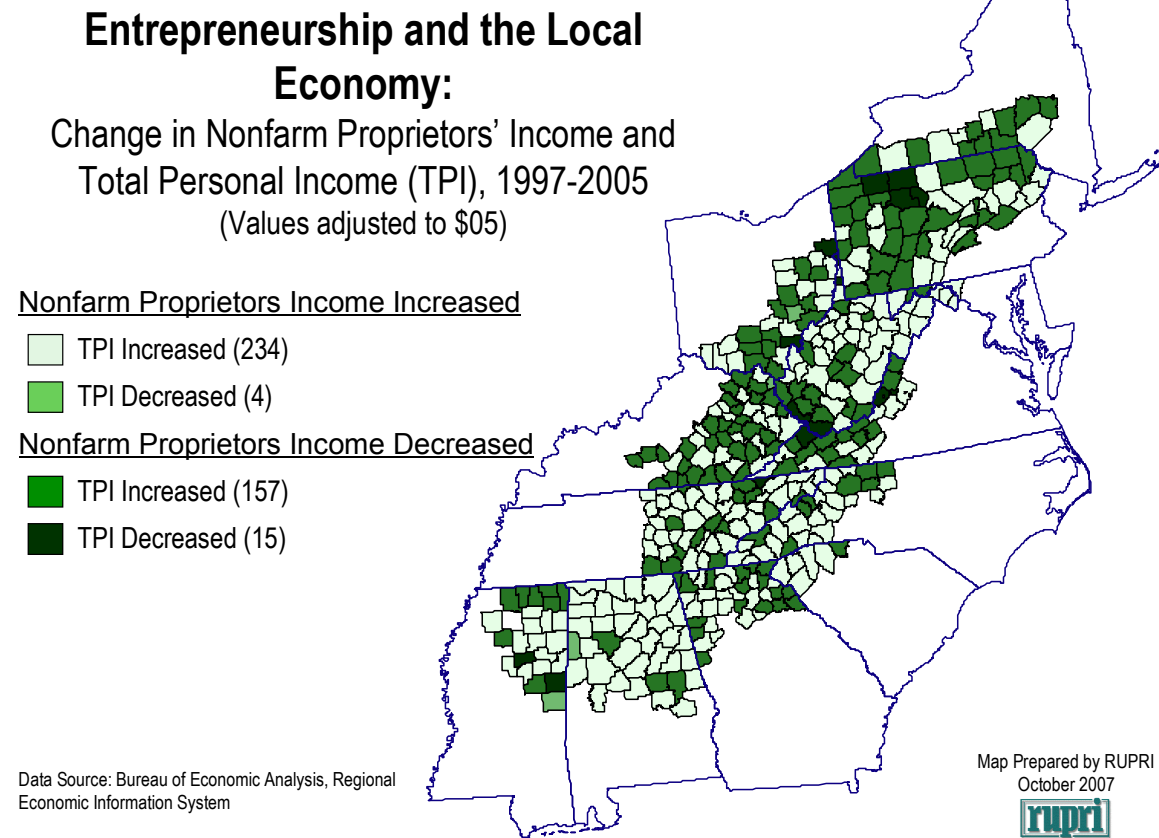 Entrepreneurship and the Local
Economy:
Change in Nonfarm Proprietors' Income and
Total Personal Income (TPI), 1997-2005
(Values adjusted to $05)
Nonfarm Proprietors Income Increased
TPI Increased (234)
TPI Decreased (4)
Nonfarm Proprietors Income Decreased
TPI Increased (157)
TPI Decreased (15)
Data Source: Bureau of Economic Analysis, Regional
Economic Information System
Map Prepared by RUPRI
October 2007
rupri